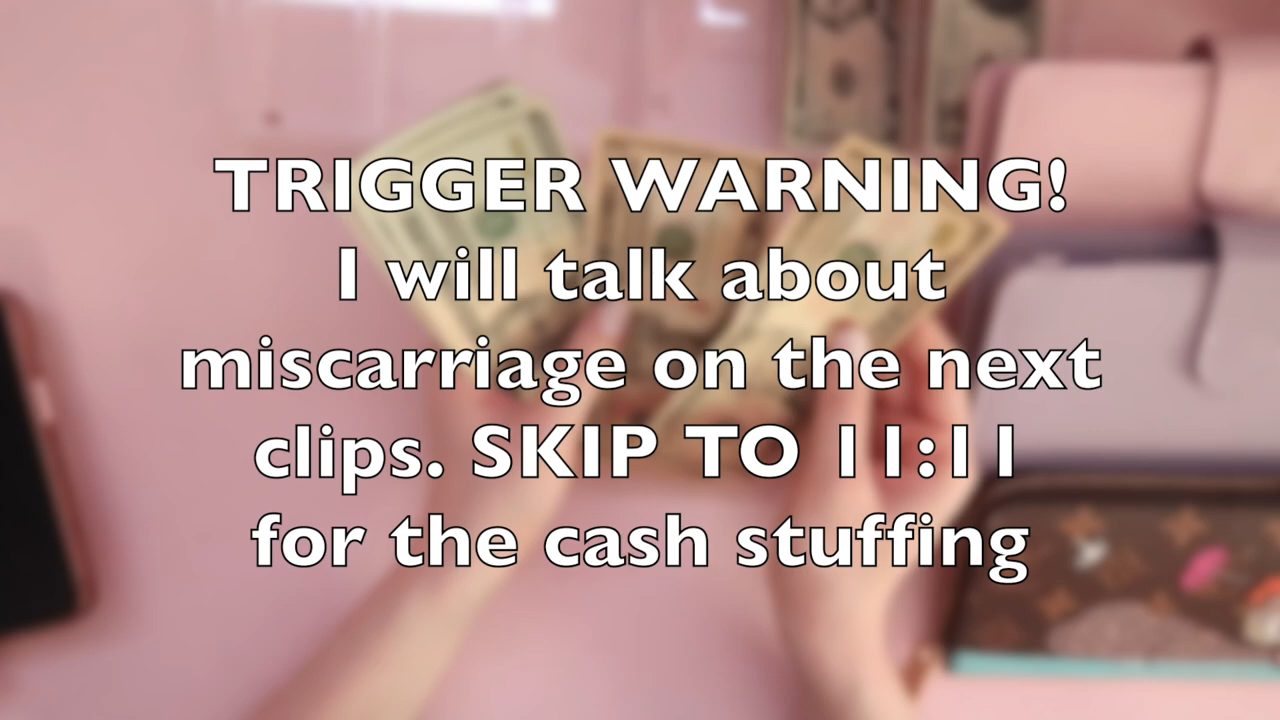 TRIGGER WARNING!
I will talk about
miscarriage on the next
clips. SKIP TO 11:11
for the cash stuffing